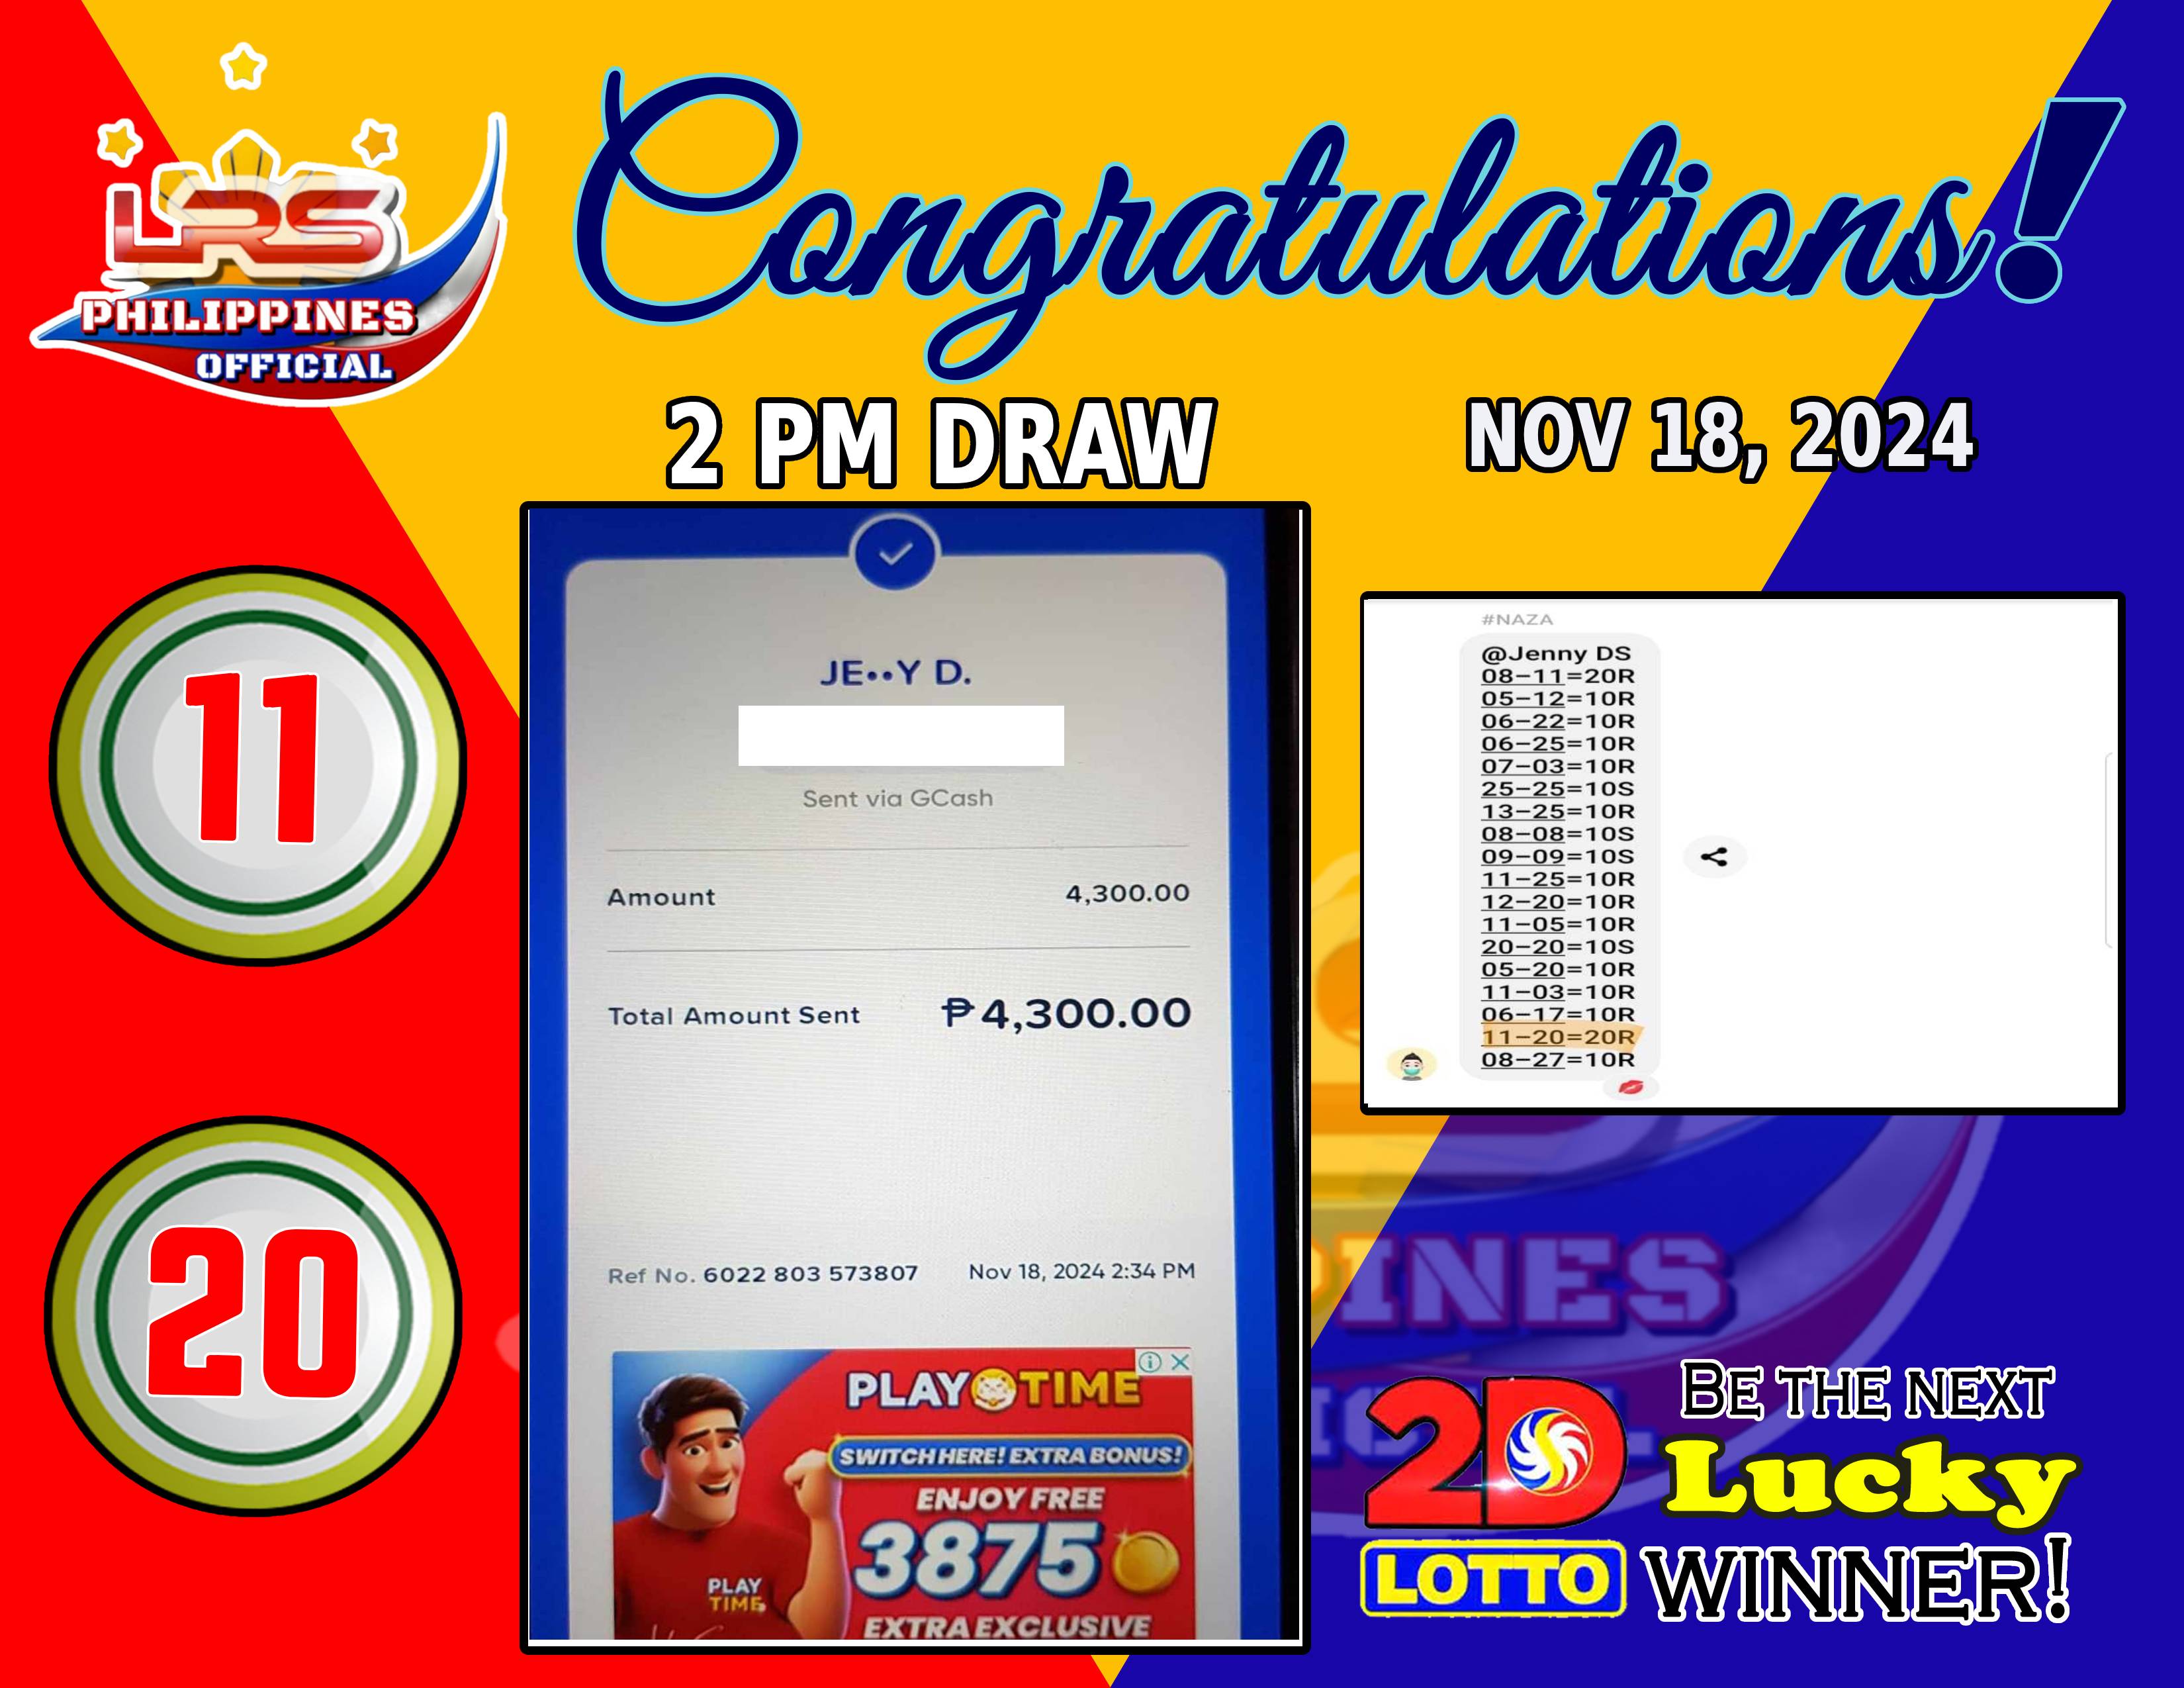 LRS
PHILIPPINES
OFFICIAL
Congratulations!
2 PM DRAW
NOV 18, 2024
11
20
JE••Y D.
Sent via GCash
Amount 4,300.00
Total Amount Sent ₱4,300.00
Ref No. 6022 803 573807 Nov 18, 2024 2:34 PM
PLAY TIME
SWITCH HERE! EXTRA BONUS!
ENJOY FREE
3875
EXTRA EXCLUSIVE
PLAY
TIME
#NAZA
@Jenny DS
08-11=20R
05-12=10R
06-22=10R
06-25=10R
07-03=10R
25-25=10S
13-25=10R
08-08=10S
09-09=10S
11-25=10R
12-20=10R
11-05=10R
20-20=10S
05-20=10R
11-03=10R
06-17=10R
11-20=20R
08-27=10R
PINES
2D
LOTTO
BE THE NEXT
Lucky
WINNER!